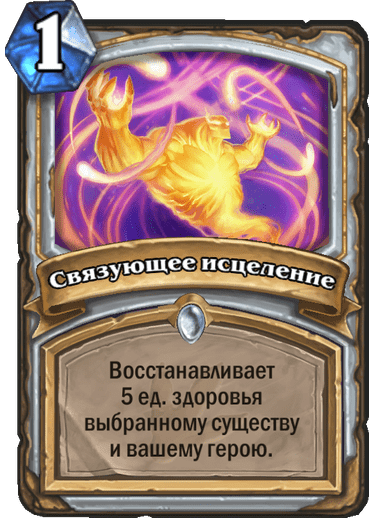 1
Связующее исцеление
Восстанавливает
5 ед. здоровья
выбранному существу
и вашему герою.